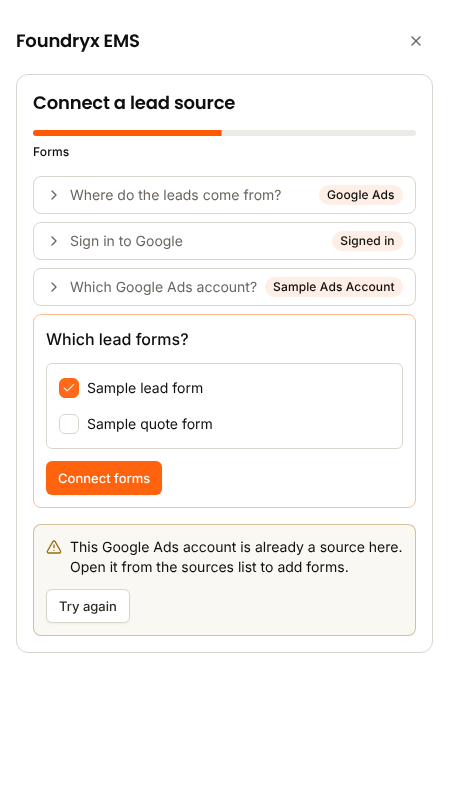 Foundryx EMS
Connect a lead source
Forms
Where do the leads come from? Google Ads
Sign in to Google Signed in
Which Google Ads account? Sample Ads Account
Which lead forms?
Sample lead form
Sample quote form
Connect forms
This Google Ads account is already a source here.
Open it from the sources list to add forms.
Try again